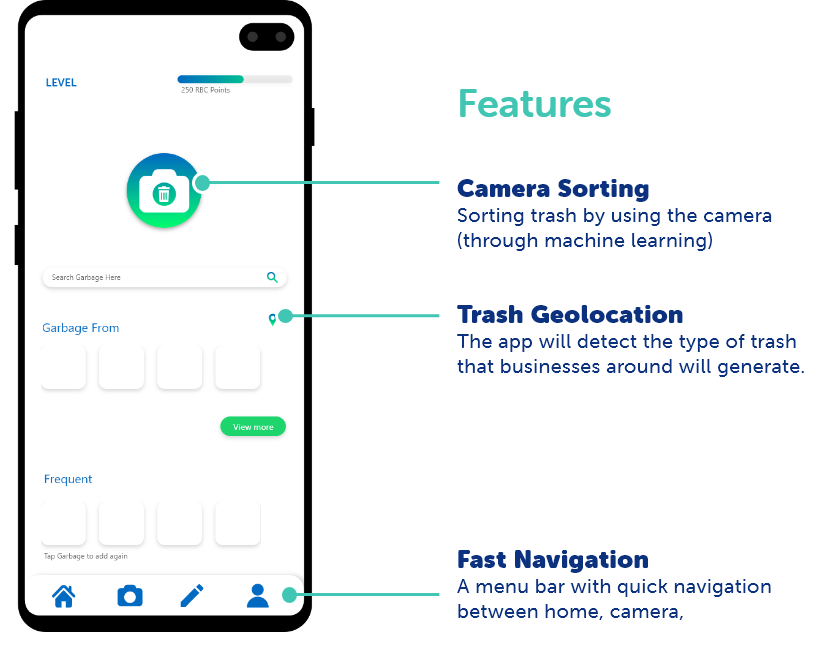 LEVEL
250 RBC Points
Search Garbage Here
Garbage From
View more
Frequent
Tap Garbage to add again
Features
Camera Sorting
Sorting trash by using the camera
(through machine learning)
Trash Geolocation
The app will detect the type of trash
that businesses around will generate.
Fast Navigation
A menu bar with quick navigation
between home, camera,